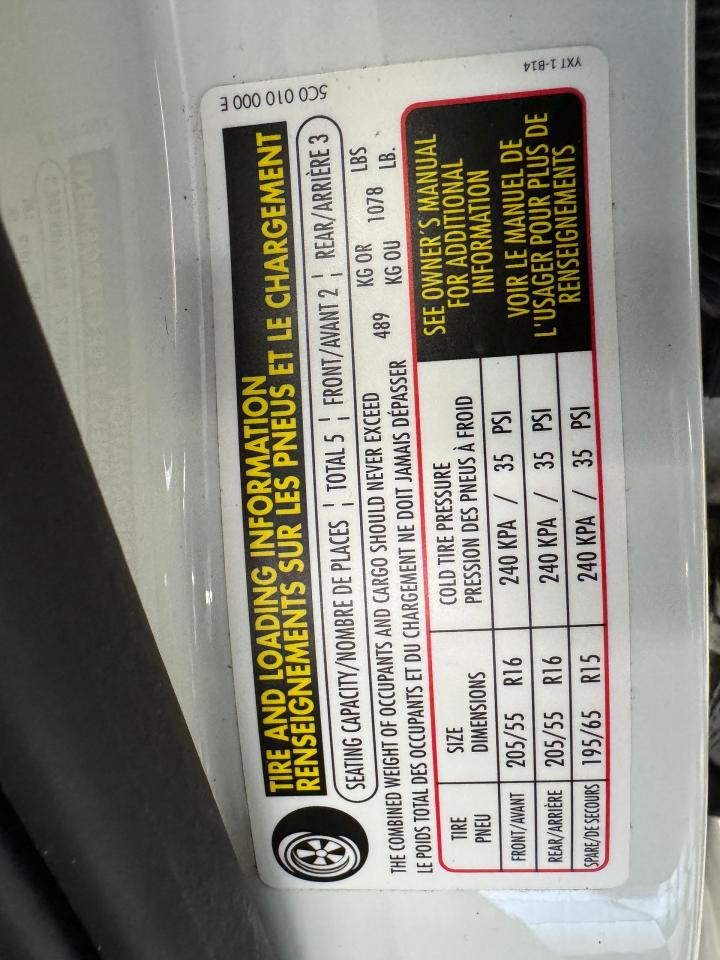 5C0 010 000 E
YXT 1-B14
TIRE AND LOADING INFORMATION
RENSEIGNEMENTS SUR LES PNEUS ET LE CHARGEMENT
SEATING CAPACITY/NOMBRE DE PLACES ¦ TOTAL 5 ¦ FRONT/AVANT 2 ¦ REAR/ARRIÈRE 3
THE COMBINED WEIGHT OF OCCUPANTS AND CARGO SHOULD NEVER EXCEED 489 KG OR 1078 LBS
LE POIDS TOTAL DES OCCUPANTS ET DU CHARGEMENT NE DOIT JAMAIS DÉPASSER KG OU LB.
TIRE SIZE COLD TIRE PRESSURE
PNEU DIMENSIONS PRESSION DES PNEUS À FROID
FRONT/AVANT 205/55 R16 240 KPA / 35 PSI
REAR/ARRIÈRE 205/55 R16 240 KPA / 35 PSI
SPARE/DE SECOURS 195/65 R15 240 KPA / 35 PSI
SEE OWNER'S MANUAL
FOR ADDITIONAL
INFORMATION
VOIR LE MANUEL DE
L'USAGER POUR PLUS DE
RENSEIGNEMENTS